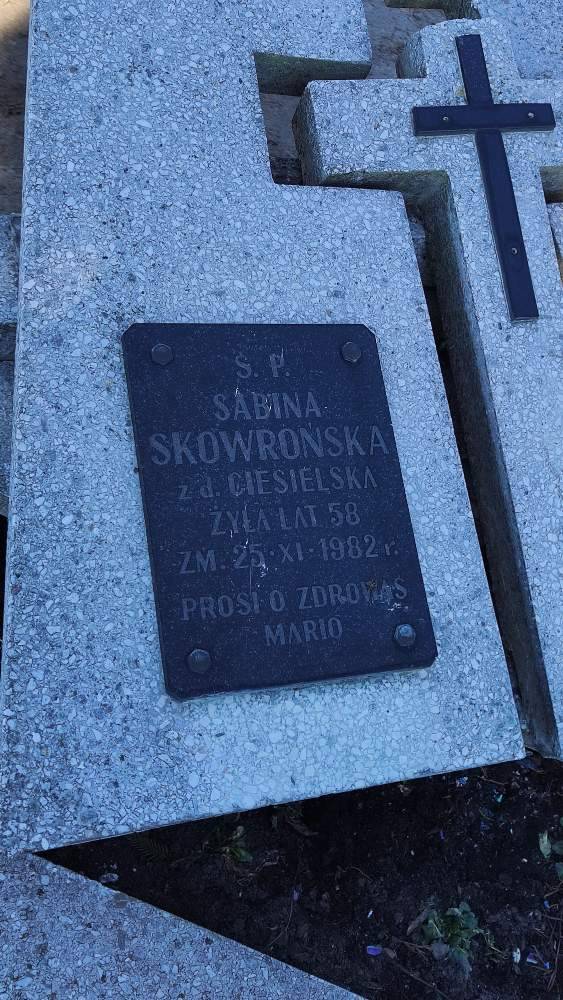 Ś. P.
SABINA
SKOWROŃSKA
z d. CIESIELSKA
ŻYŁA LAT 58
ZM. 25·XI·1982 r.
PROSI O ZDROWAŚ
MARIO